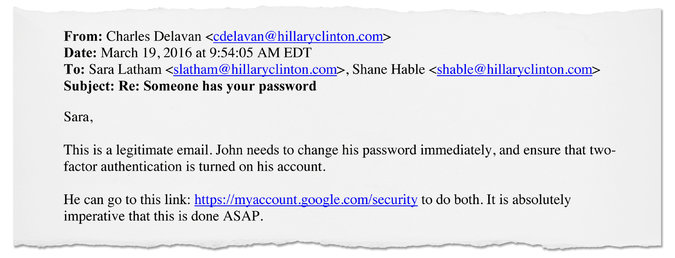 From: Charles Delavan <cdelavan@hillaryclinton.com>
Date: March 19, 2016 at 9:54:05 AM EDT
To: Sara Latham <slatham@hillaryclinton.com>, Shane Hable <shable@hillaryclinton.com>
Subject: Re: Someone has your password
Sara,
This is a legitimate email. John needs to change his password immediately, and ensure that two-
factor authentication is turned on his account.
He can go to this link: https://myaccount.google.com/security to do both. It is absolutely
imperative that this is done ASAP.